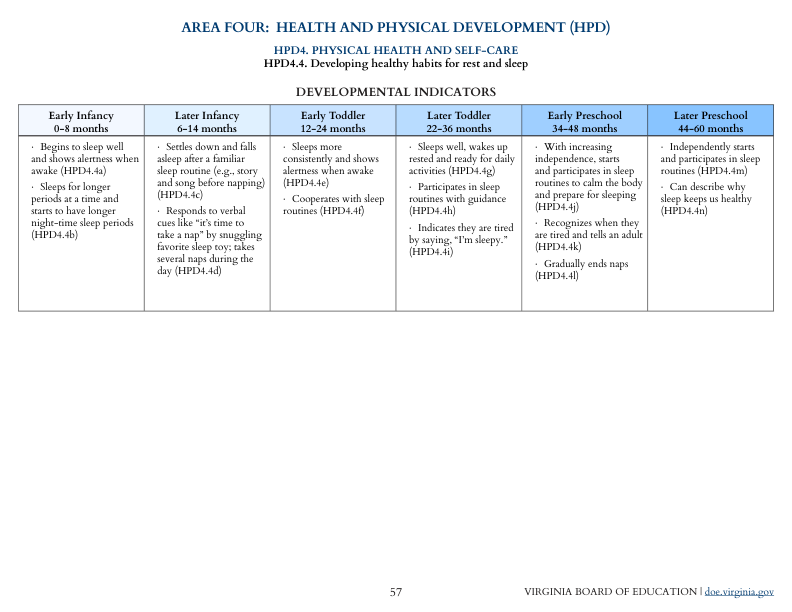 AREA FOUR: HEALTH AND PHYSICAL DEVELOPMENT (HPD)
HPD4. PHYSICAL HEALTH AND SELF-CARE
HPD4.4. Developing healthy habits for rest and sleep
DEVELOPMENTAL INDICATORS
Early Infancy
0–8 months
Later Infancy
6–14 months
Early Toddler
12–24 months
Later Toddler
22–36 months
Early Preschool
34–48 months
Later Preschool
44–60 months
· Begins to sleep well
and shows alertness when
awake (HPD4.4a)
· Sleeps for longer
periods at a time and
starts to have longer
night-time sleep periods
(HPD4.4b)
· Settles down and falls
asleep after a familiar
sleep routine (e.g., story
and song before napping)
(HPD4.4c)
· Responds to verbal
cues like “it’s time to
take a nap” by snuggling
favorite sleep toy; takes
several naps during the
day (HPD4.4d)
· Sleeps more
consistently and shows
alertness when awake
(HPD4.4e)
· Cooperates with sleep
routines (HPD4.4f)
· Sleeps well, wakes up
rested and ready for daily
activities (HPD4.4g)
· Participates in sleep
routines with guidance
(HPD4.4h)
· Indicates they are tired
by saying, “I’m sleepy.”
(HPD4.4i)
· With increasing
independence, starts
and participates in sleep
routines to calm the body
and prepare for sleeping
(HPD4.4j)
· Recognizes when they
are tired and tells an adult
(HPD4.4k)
· Gradually ends naps
(HPD4.4l)
· Independently starts
and participates in sleep
routines (HPD4.4m)
· Can describe why
sleep keeps us healthy
(HPD4.4n)
57
VIRGINIA BOARD OF EDUCATION | doe.virginia.gov